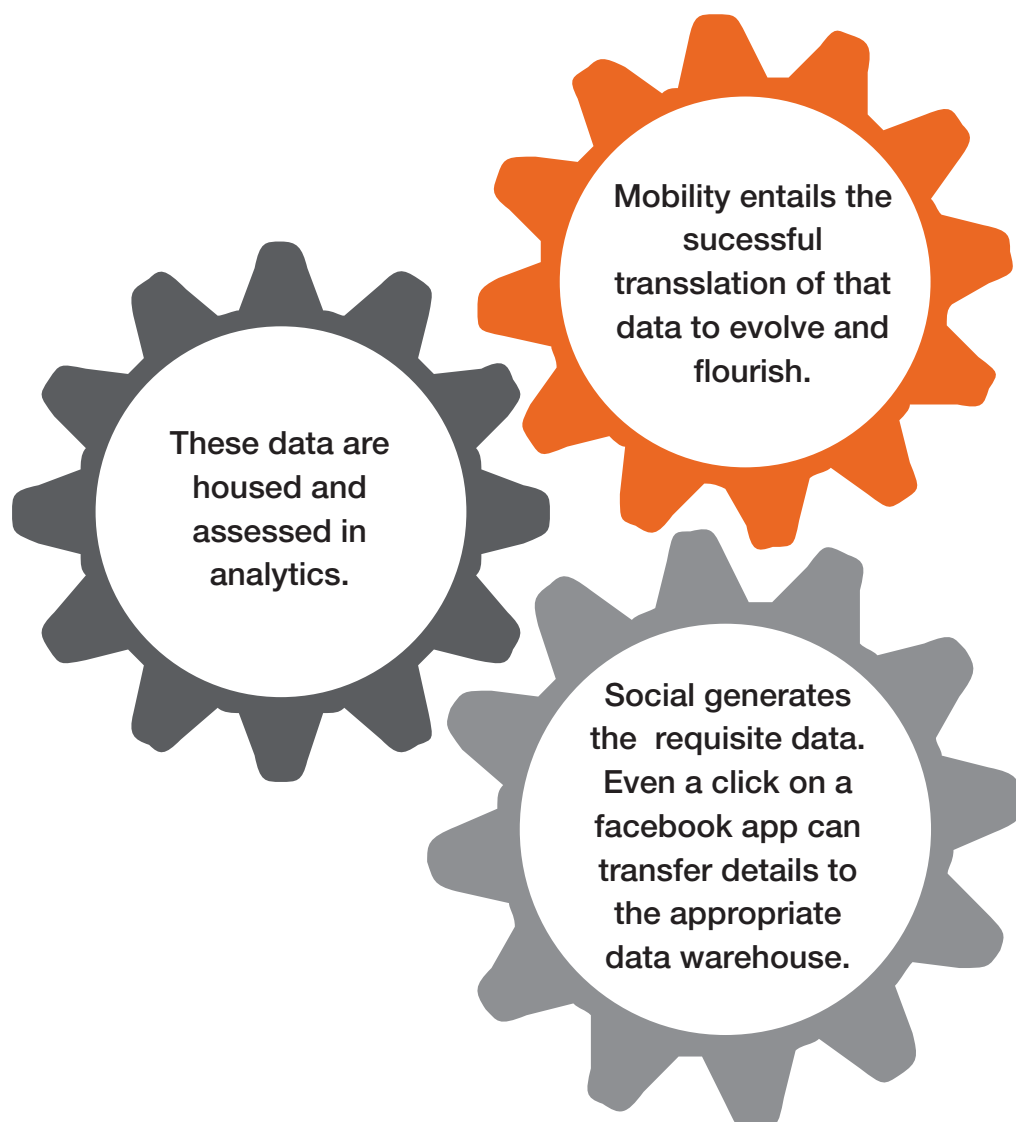 Mobility entails the
sucessful
transslation of that
data to evolve and
flourish.
These data are
housed and
assessed in
analytics.
Social generates
the  requisite data.
Even a click on a
facebook app can
transfer details to
the appropriate
data warehouse.